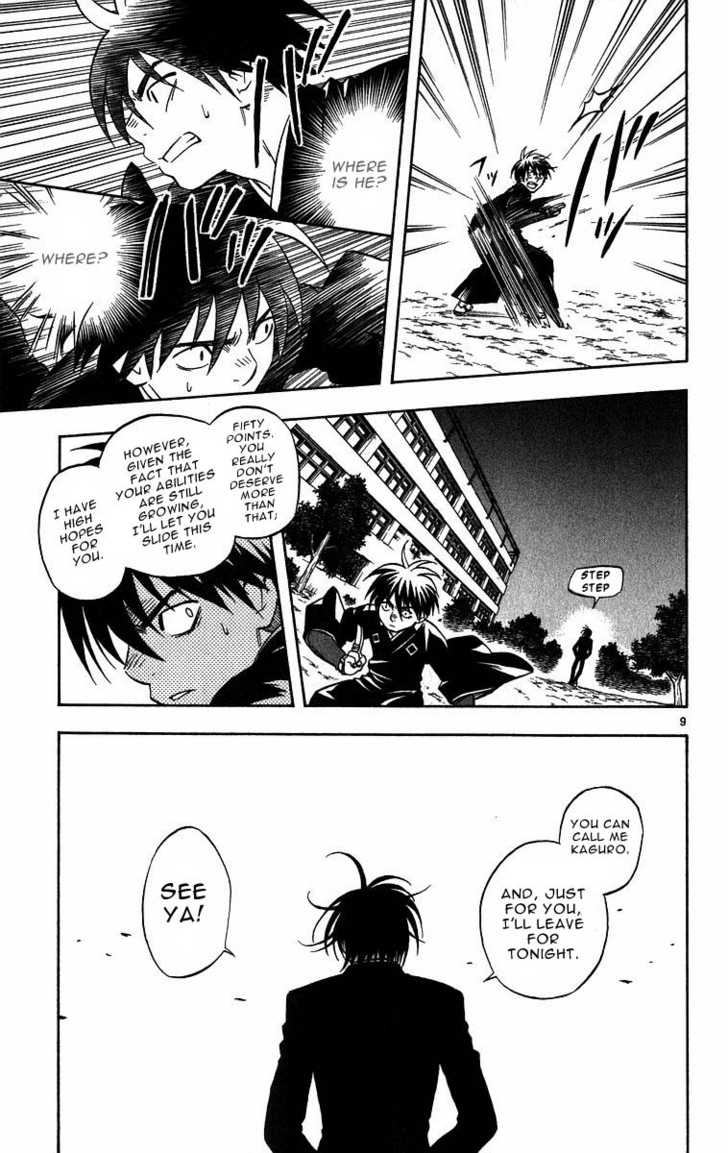 WHERE
IS HE?
WHERE?
STEP
STEP
FIFTY
POINTS.
YOU
REALLY
DON'T
DESERVE
MORE
THAN
THAT;
HOWEVER,
GIVEN THE
FACT THAT
YOUR ABILITIES
ARE STILL
GROWING,
I'LL LET YOU
SLIDE THIS
TIME.
I HAVE
HIGH
HOPES
FOR
YOU.
9
YOU CAN
CALL ME
KAGURO.
AND, JUST
FOR YOU,
I'LL LEAVE
FOR
TONIGHT.
SEE
YA!